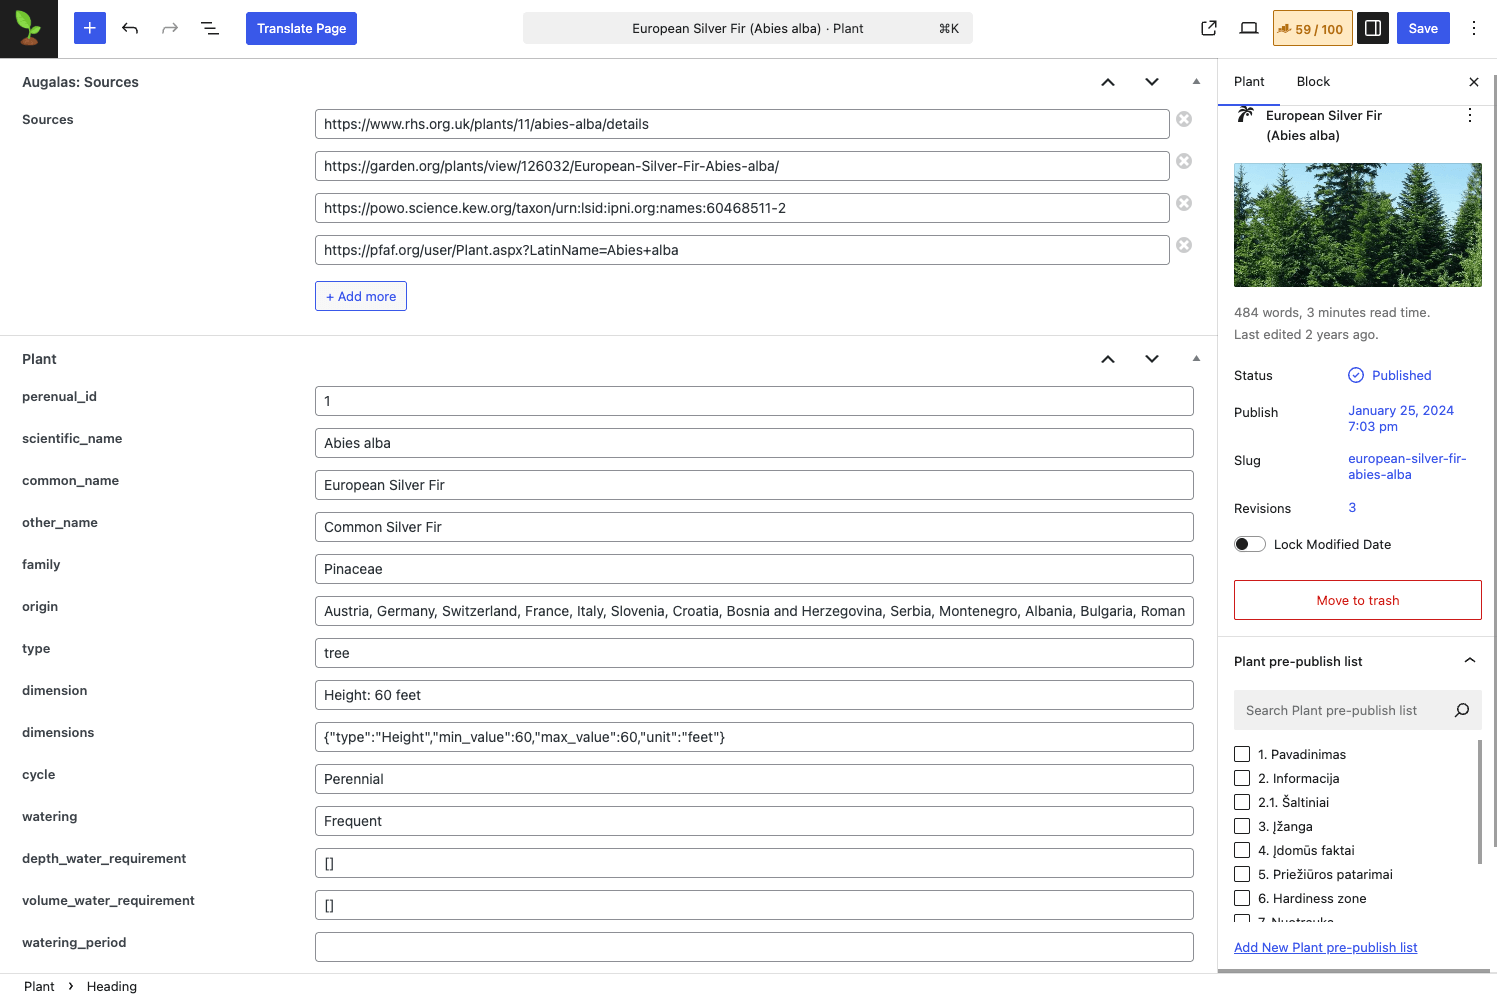 Translate Page
European Silver Fir (Abies alba) · Plant
⌘K
59 / 100
Save
Augalas: Sources
Sources
https://www.rhs.org.uk/plants/11/abies-alba/details
https://garden.org/plants/view/126032/European-Silver-Fir-Abies-alba/
https://powo.science.kew.org/taxon/urn:lsid:ipni.org:names:60468511-2
https://pfaf.org/user/Plant.aspx?LatinName=Abies+alba
+ Add more
Plant
perenual_id
1
scientific_name
Abies alba
common_name
European Silver Fir
other_name
Common Silver Fir
family
Pinaceae
origin
Austria, Germany, Switzerland, France, Italy, Slovenia, Croatia, Bosnia and Herzegovina, Serbia, Montenegro, Albania, Bulgaria, Roman
type
tree
dimension
Height: 60 feet
dimensions
{"type":"Height","min_value":60,"max_value":60,"unit":"feet"}
cycle
Perennial
watering
Frequent
depth_water_requirement
[]
volume_water_requirement
[]
watering_period
Plant
Block
European Silver Fir
(Abies alba)
484 words, 3 minutes read time.
Last edited 2 years ago.
Status
Published
Publish
January 25, 2024
7:03 pm
Slug
european-silver-fir-
abies-alba
Revisions
3
Lock Modified Date
Move to trash
Plant pre-publish list
Search Plant pre-publish list
1. Pavadinimas
2. Informacija
2.1. Šaltiniai
3. Įžanga
4. Įdomūs faktai
5. Priežiūros patarimai
6. Hardiness zone
7. Nuotrauka
Add New Plant pre-publish list
Plant › Heading